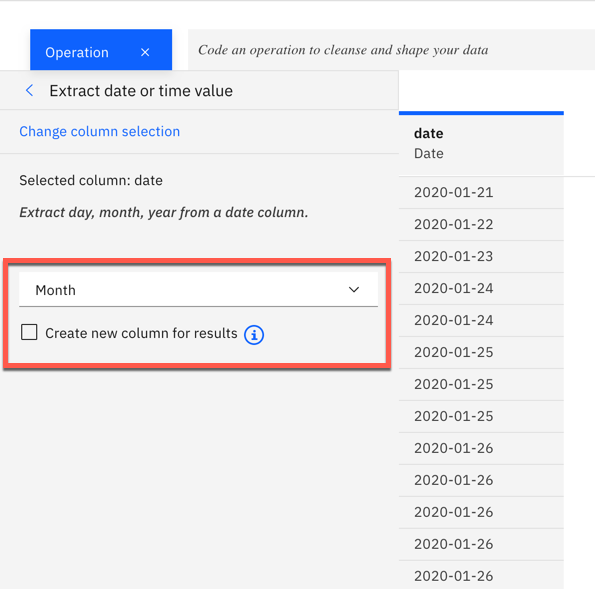 Operation ×
Code an operation to cleanse and shape your data
Extract date or time value
Change column selection
Selected column: date
Extract day, month, year from a date column.
Month
Create new column for results
date
Date
2020-01-21
2020-01-22
2020-01-23
2020-01-24
2020-01-24
2020-01-25
2020-01-25
2020-01-25
2020-01-26
2020-01-26
2020-01-26
2020-01-26
2020-01-26